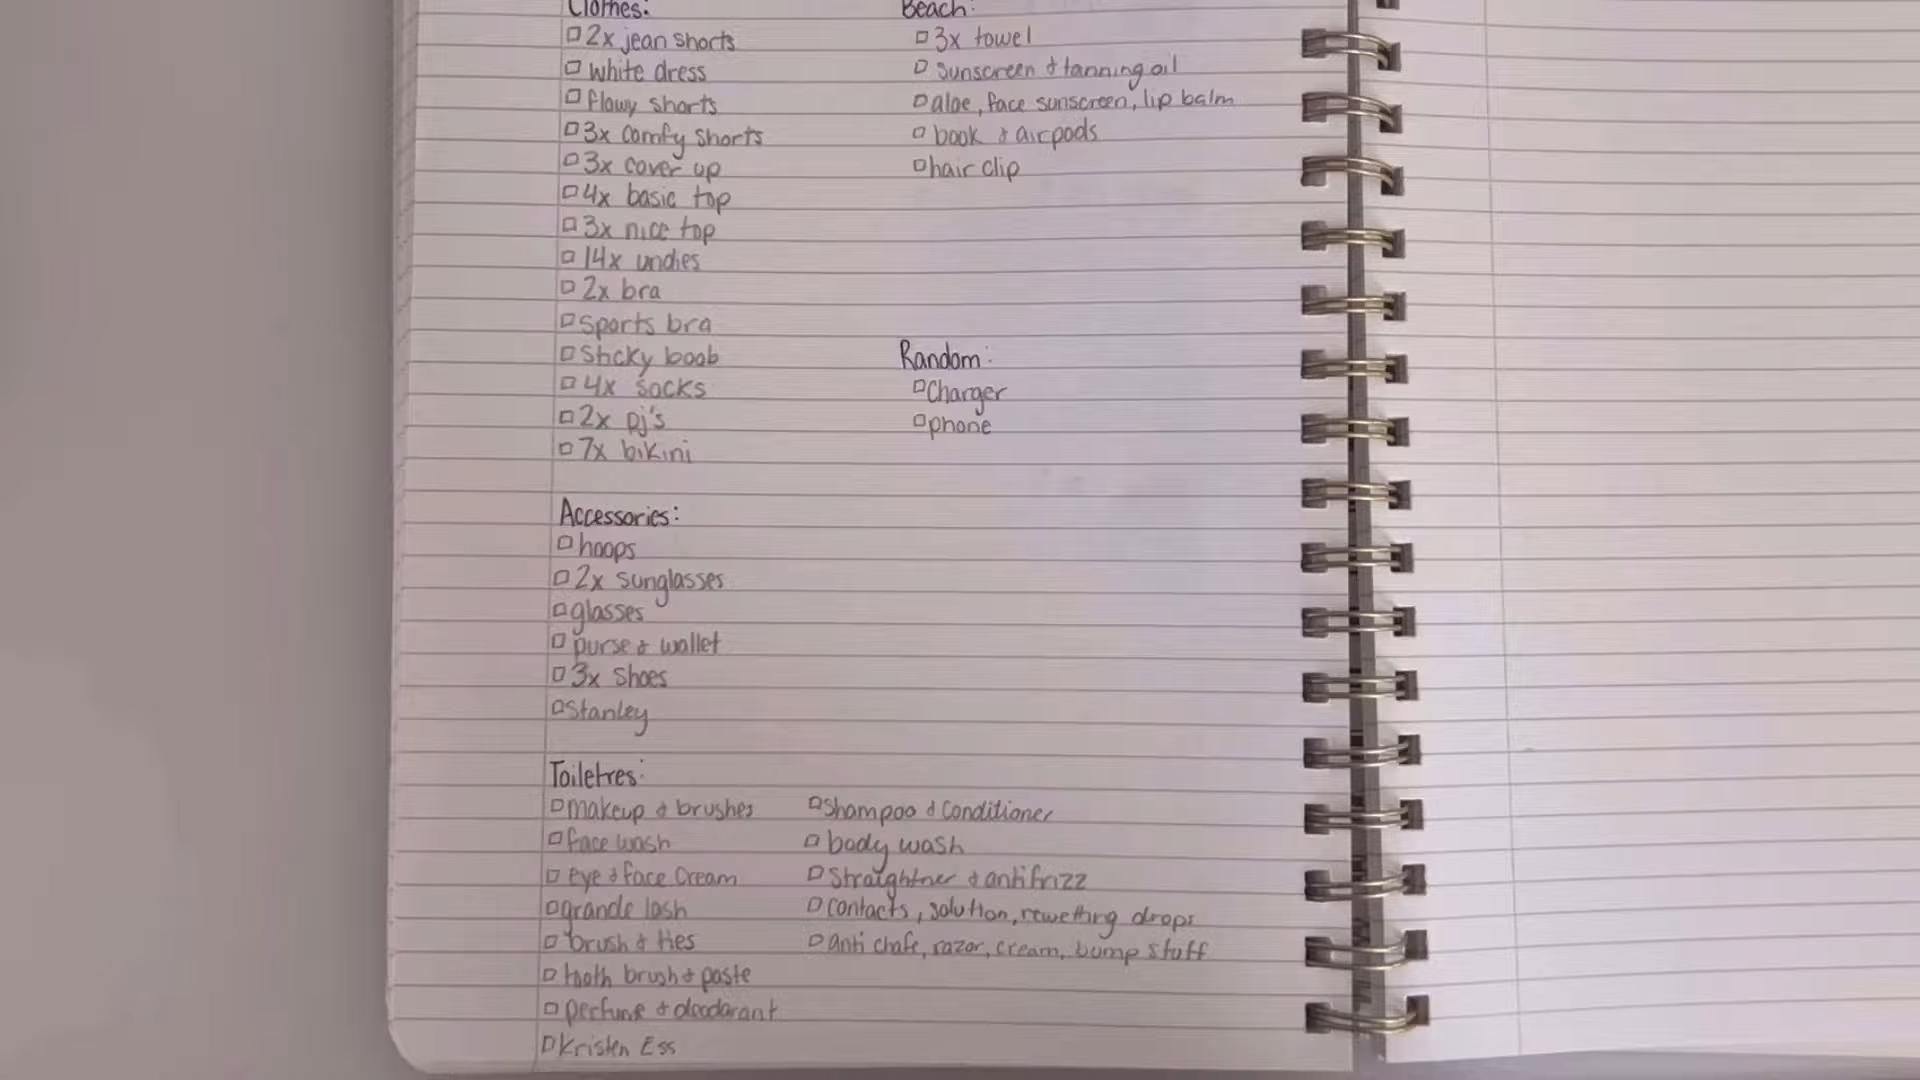 Clothes:
2x jean shorts
white dress
flowy shorts
3x comfy shorts
3x cover up
4x basic top
3x nice top
14x undies
2x bra
sports bra
Sticky boob
4x socks
2x pj's
7x bikini
Beach:
3x towel
Sunscreen & tanning oil
aloe, face sunscreen, lip balm
book & airpods
hair clip
Random:
Charger
phone
Accessories:
hoops
2x sunglasses
glasses
purse & wallet
3x shoes
Stanley
Toiletres:
makeup & brushes
face wash
eye & face cream
grande lash
brush & ties
tooth brush & paste
perfume & deodarant
Kristen Ess
Shampoo & Conditioner
body wash
Straightner & antifrizz
contacts, solution, rewetting drops
anti chafe, razor, cream, bump stuff